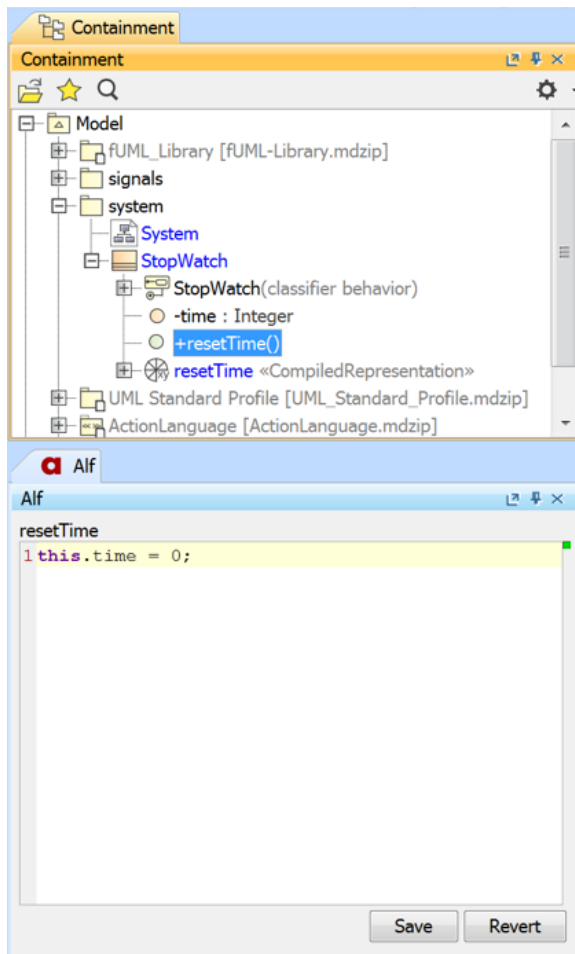 Containment
Containment
Model
fUML_Library [fUML-Library.mdzip]
signals
system
System
StopWatch
StopWatch(classifier behavior)
-time : Integer
+resetTime()
resetTime «CompiledRepresentation»
UML Standard Profile [UML_Standard_Profile.mdzip]
ActionLanguage [ActionLanguage.mdzip]
a Alf
Alf
resetTime
1 this.time = 0;
Save Revert